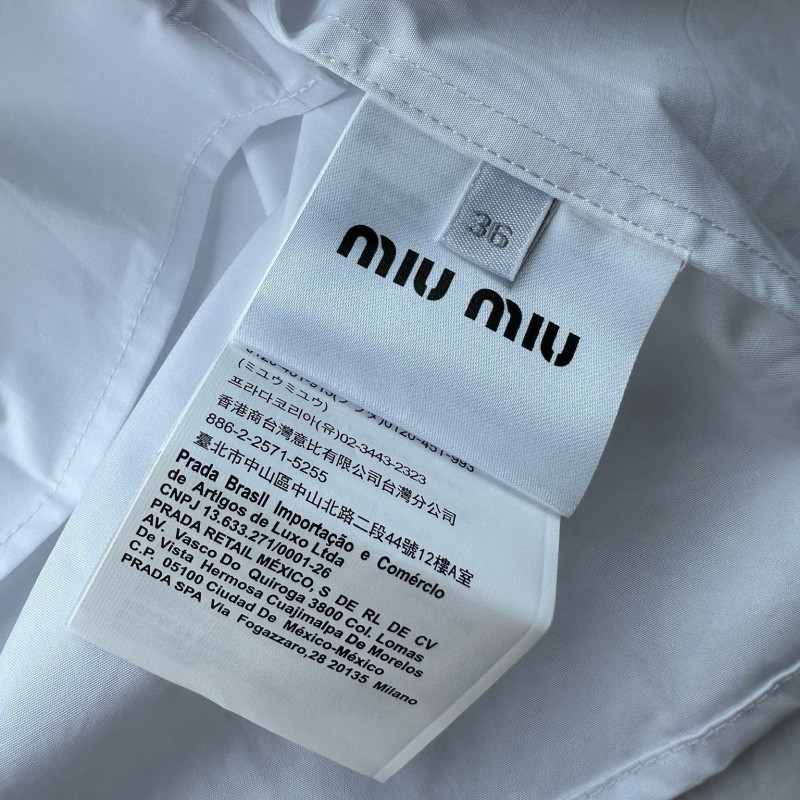 36
miu miu
(ミュウミュウ)0120-451-993
프라다코리아(유)02-3443-2323
香港商台灣意比有限公司台灣分公司
886-2-2571-5255
臺北市中山區中山北路二段44號12樓A室
Prada Brasil Importação e Comércio
de Artigos de Luxo Ltda
CNPJ 13.633.271/0001-26
PRADA RETAIL MÉXICO, S DE RL DE CV
AV. Vasco Do Quiroga 3800 Col. Lomas
De Vista Hermosa Cuajimalpa De Morelos
C.P. 05100 Ciudad De México-México
PRADA SPA Via Fogazzaro,28 20135 Milano